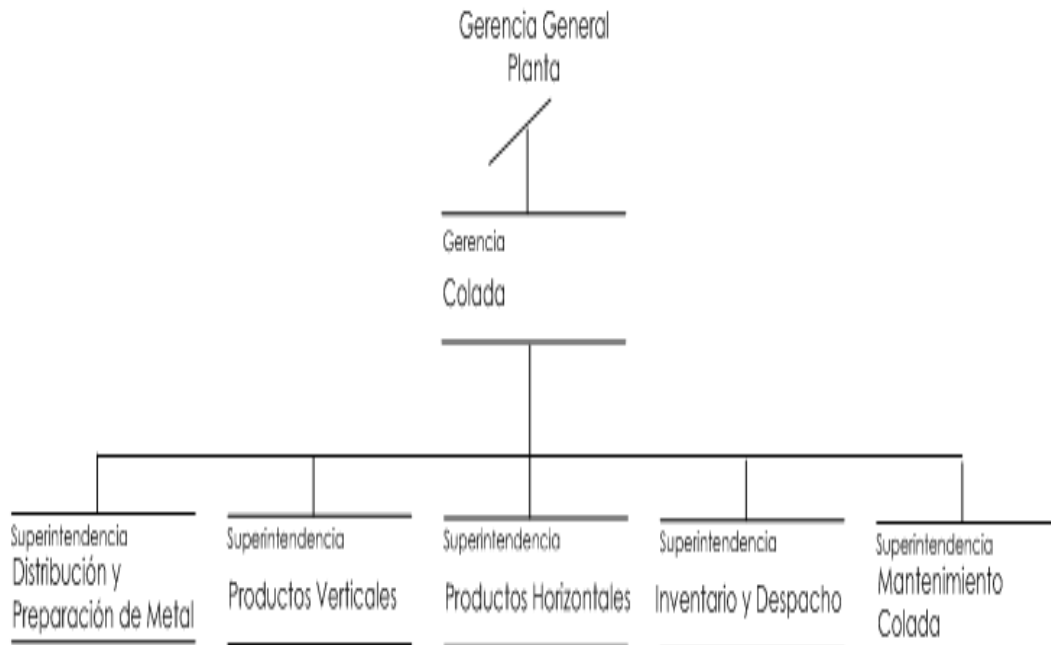 Gerencia General
Planta
Gerencia
Colada
Superintendencia
Distribución y
Preparación de Metal
Superintendencia
Productos Verticales
Superintendencia
Productos Horizontales
Superintendencia
Inventario y Despacho
Superintendencia
Mantenimiento
Colada